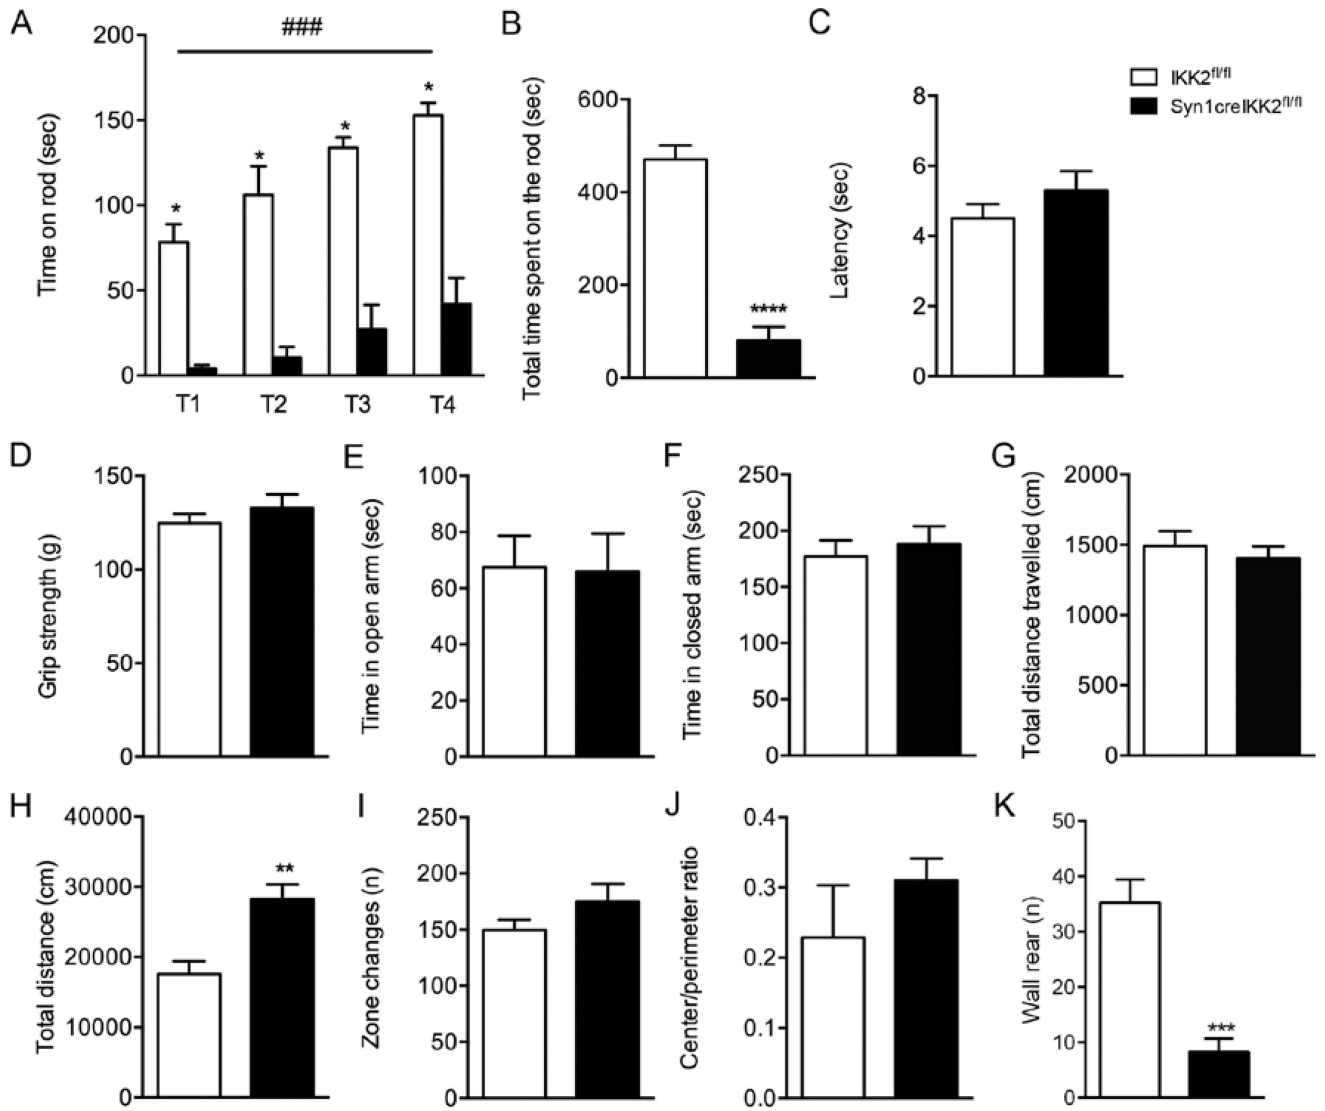 A
###
Time on rod (sec)
200
150
100
50
0
*
*
*
*
T1 T2 T3 T4
B
Total time spent on the rod (sec)
600
400
200
0
****
C
Latency (sec)
8
6
4
2
0
IKK2fl/fl
Syn1creIKK2fl/fl
D
Grip strength (g)
150
100
50
0
E
Time in open arm (sec)
100
80
60
40
20
0
F
Time in closed arm (sec)
250
200
150
100
50
0
G
Total distance travelled (cm)
2000
1500
1000
500
0
H
Total distance (cm)
40000
30000
20000
10000
0
**
I
Zone changes (n)
250
200
150
100
50
0
J
Center/perimeter ratio
0.4
0.3
0.2
0.1
0.0
K
Wall rear (n)
50
40
30
20
10
0
***